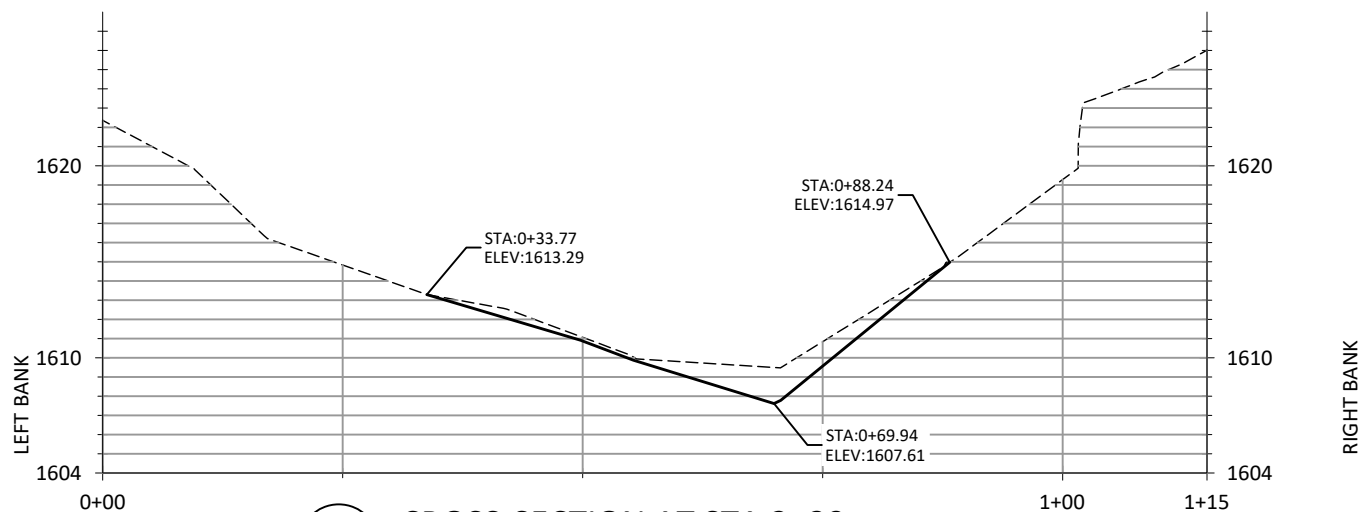 1620
1620
STA:0+88.24
ELEV:1614.97
STA:0+33.77
ELEV:1613.29
1610
1610
LEFT BANK
RIGHT BANK
STA:0+69.94
ELEV:1607.61
1604
1604
0+00
1+00
1+15